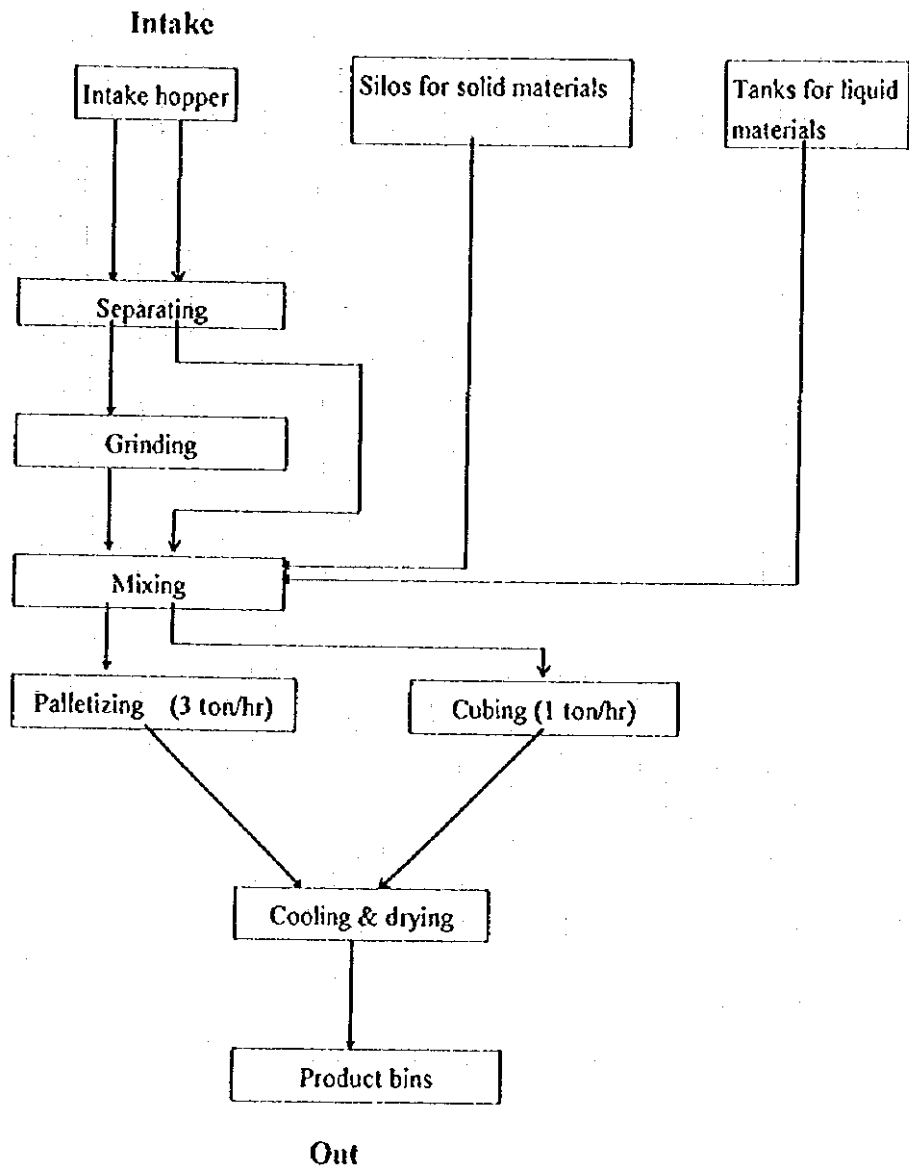 Intake
Intake hopper
Silos for solid materials
Tanks for liquid
materials
Separating
Grinding
Mixing
Palletizing (3 ton/hr)
Cubing (1 ton/hr)
Cooling & drying
Product bins
Out